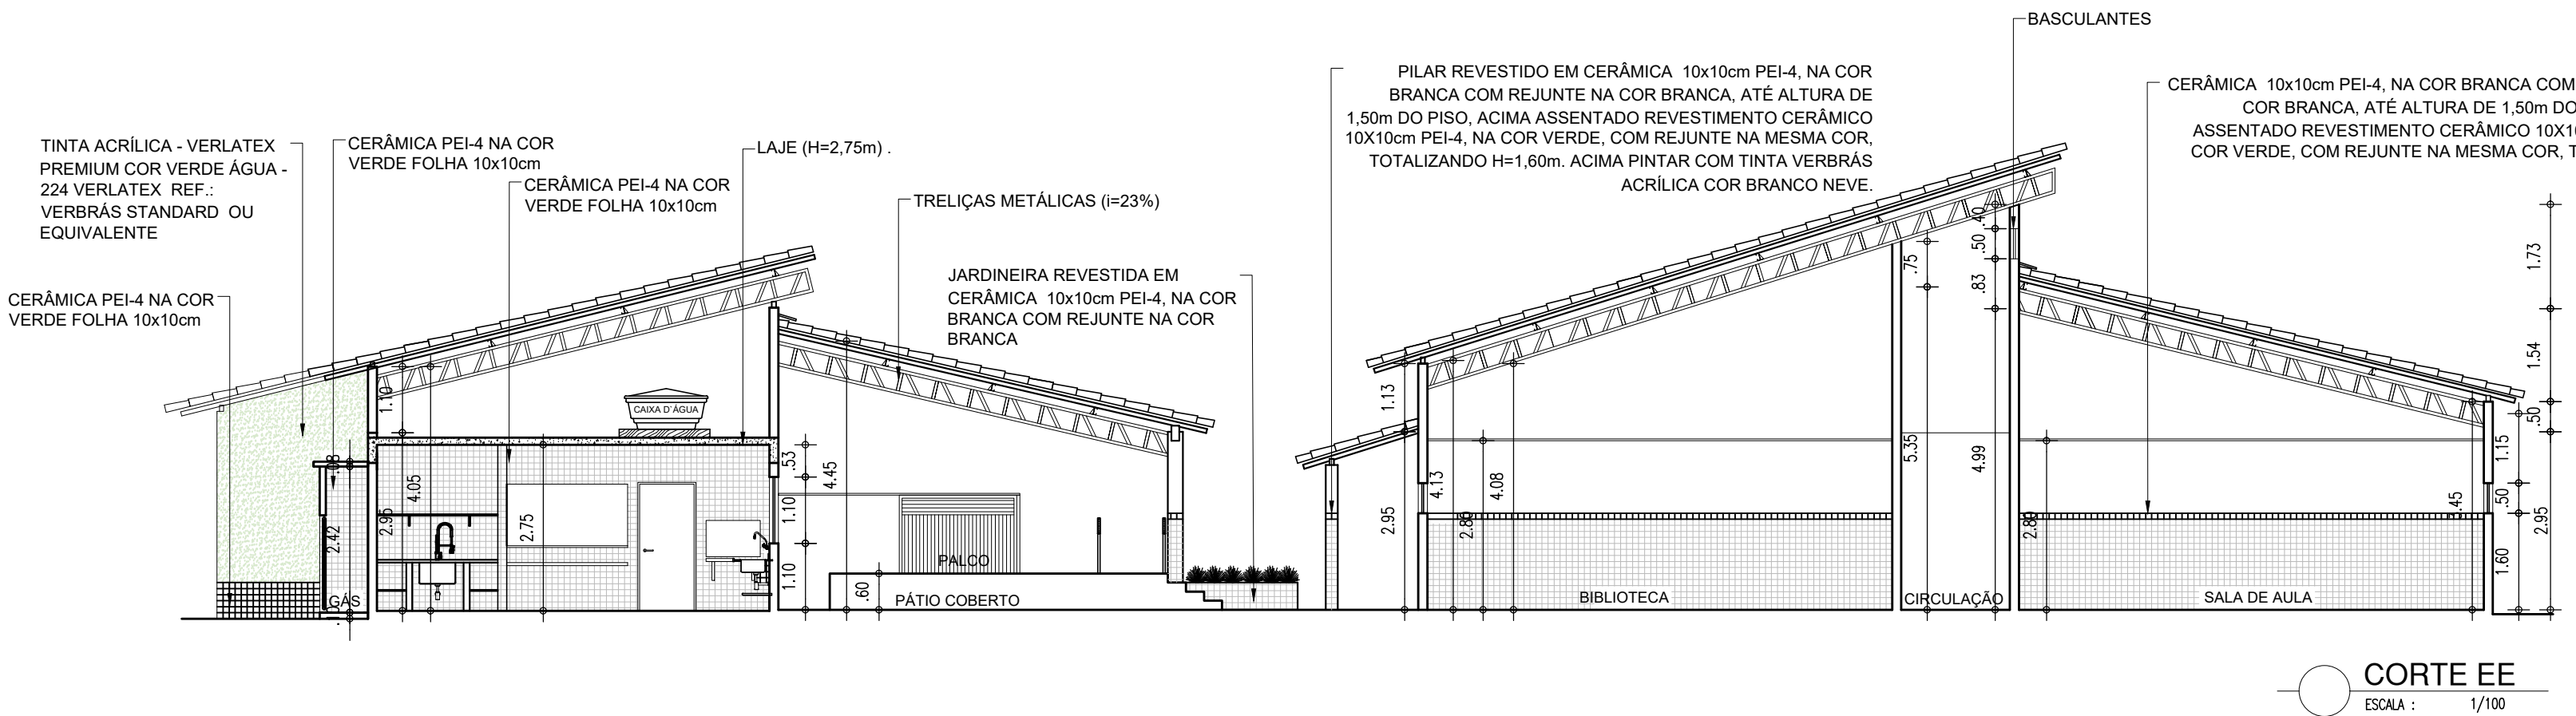 BASCULANTES
PILAR REVESTIDO EM CERÂMICA 10x10cm PEI-4, NA COR
BRANCA COM REJUNTE NA COR BRANCA, ATÉ ALTURA DE
1,50m DO PISO, ACIMA ASSENTADO REVESTIMENTO CERÂMICO
10X10cm PEI-4, NA COR VERDE, COM REJUNTE NA MESMA COR,
TOTALIZANDO H=1,60m. ACIMA PINTAR COM TINTA VERBRÁS
ACRÍLICA COR BRANCO NEVE.
CERÂMICA 10x10cm PEI-4, NA COR BRANCA COM
COR BRANCA, ATÉ ALTURA DE 1,50m DO
ASSENTADO REVESTIMENTO CERÂMICO 10X1
COR VERDE, COM REJUNTE NA MESMA COR, T
TINTA ACRÍLICA - VERLATEX
PREMIUM COR VERDE ÁGUA -
224 VERLATEX REF.:
VERBRÁS STANDARD OU
EQUIVALENTE
CERÂMICA PEI-4 NA COR
VERDE FOLHA 10x10cm
CERÂMICA PEI-4 NA COR
VERDE FOLHA 10x10cm
LAJE (H=2,75m) .
TRELIÇAS METÁLICAS (i=23%)
JARDINEIRA REVESTIDA EM
CERÂMICA 10x10cm PEI-4, NA COR
BRANCA COM REJUNTE NA COR
BRANCA
CERÂMICA PEI-4 NA COR
VERDE FOLHA 10x10cm
CAIXA D´ÁGUA
1.10
.08
2.42
4.05
2.95
2.75
.53
1.10
1.10
4.45
.60
1.13
2.95
4.13
2.80
4.08
.75
5.35
.40
.50
.83
4.99
2.80
3.45
1.15
.50
1.60
1.73
1.54
.50
2.95
GÁS
PALCO
PÁTIO COBERTO
BIBLIOTECA
CIRCULAÇÃO
SALA DE AULA
CORTE EE
ESCALA : 1/100